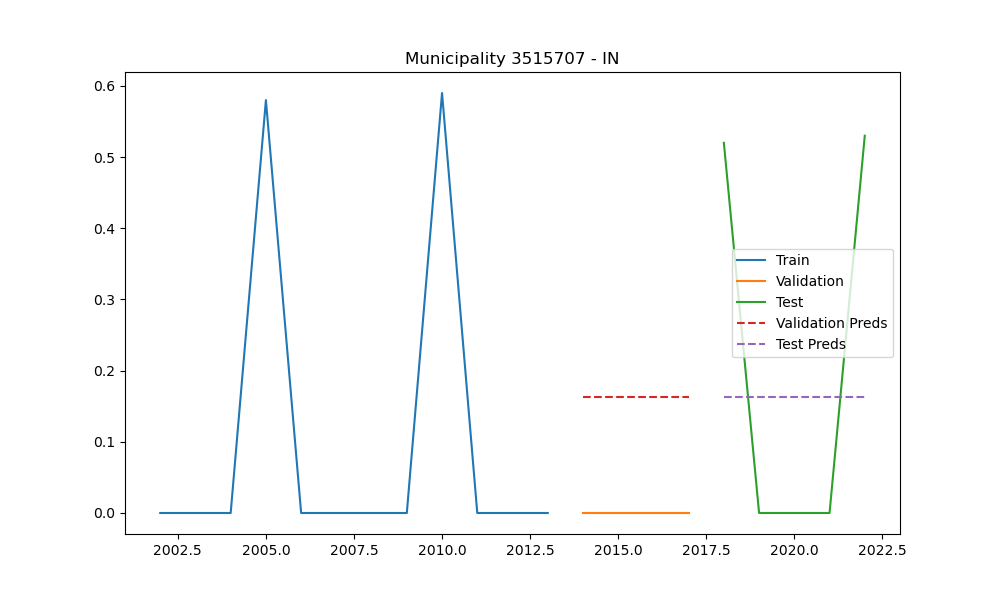 Municipality 3515707 - IN
0.6
0.5
0.4
0.3
0.2
0.1
0.0
Train
Validation
Test
Validation Preds
Test Preds
2002.5 2005.0 2007.5 2010.0 2012.5 2015.0 2017.5 2020.0 2022.5